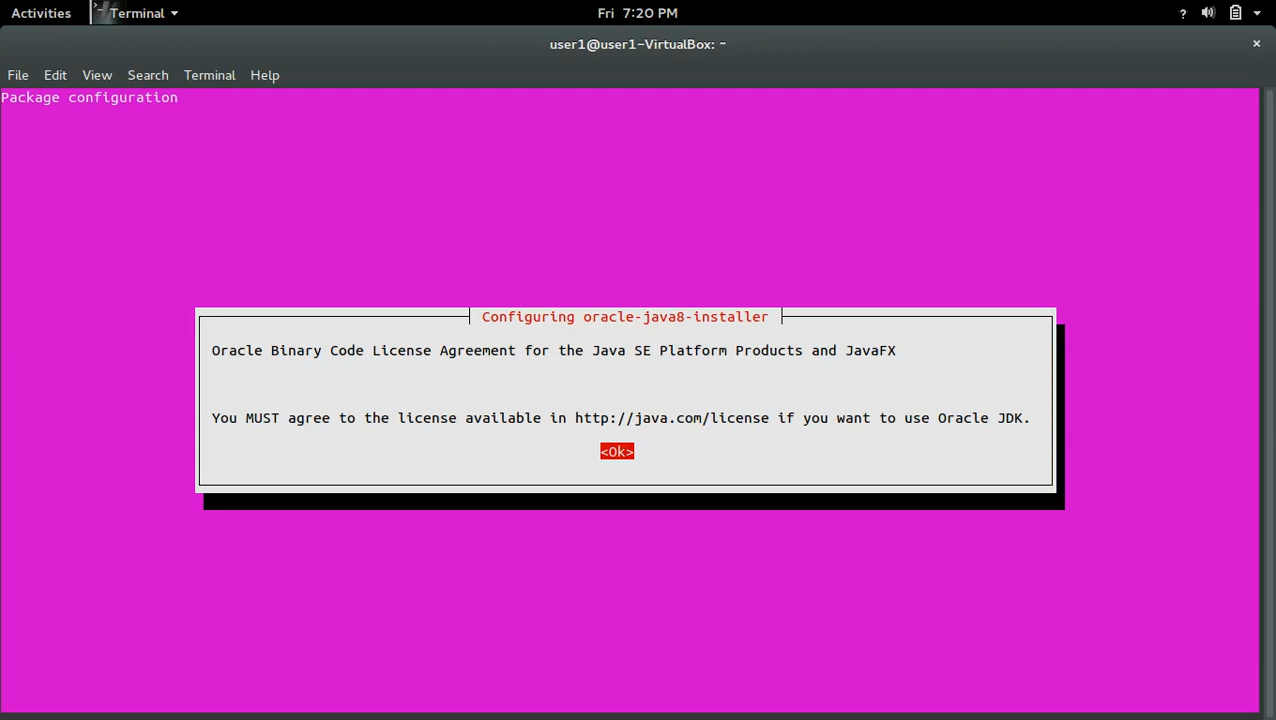 Activities Terminal Fri 7:20 PM ?
user1@user1-VirtualBox: ~ ×
File Edit View Search Terminal Help
Package configuration
Configuring oracle-java8-installer
Oracle Binary Code License Agreement for the Java SE Platform Products and JavaFX
You MUST agree to the license available in http://java.com/license if you want to use Oracle JDK.
<Ok>